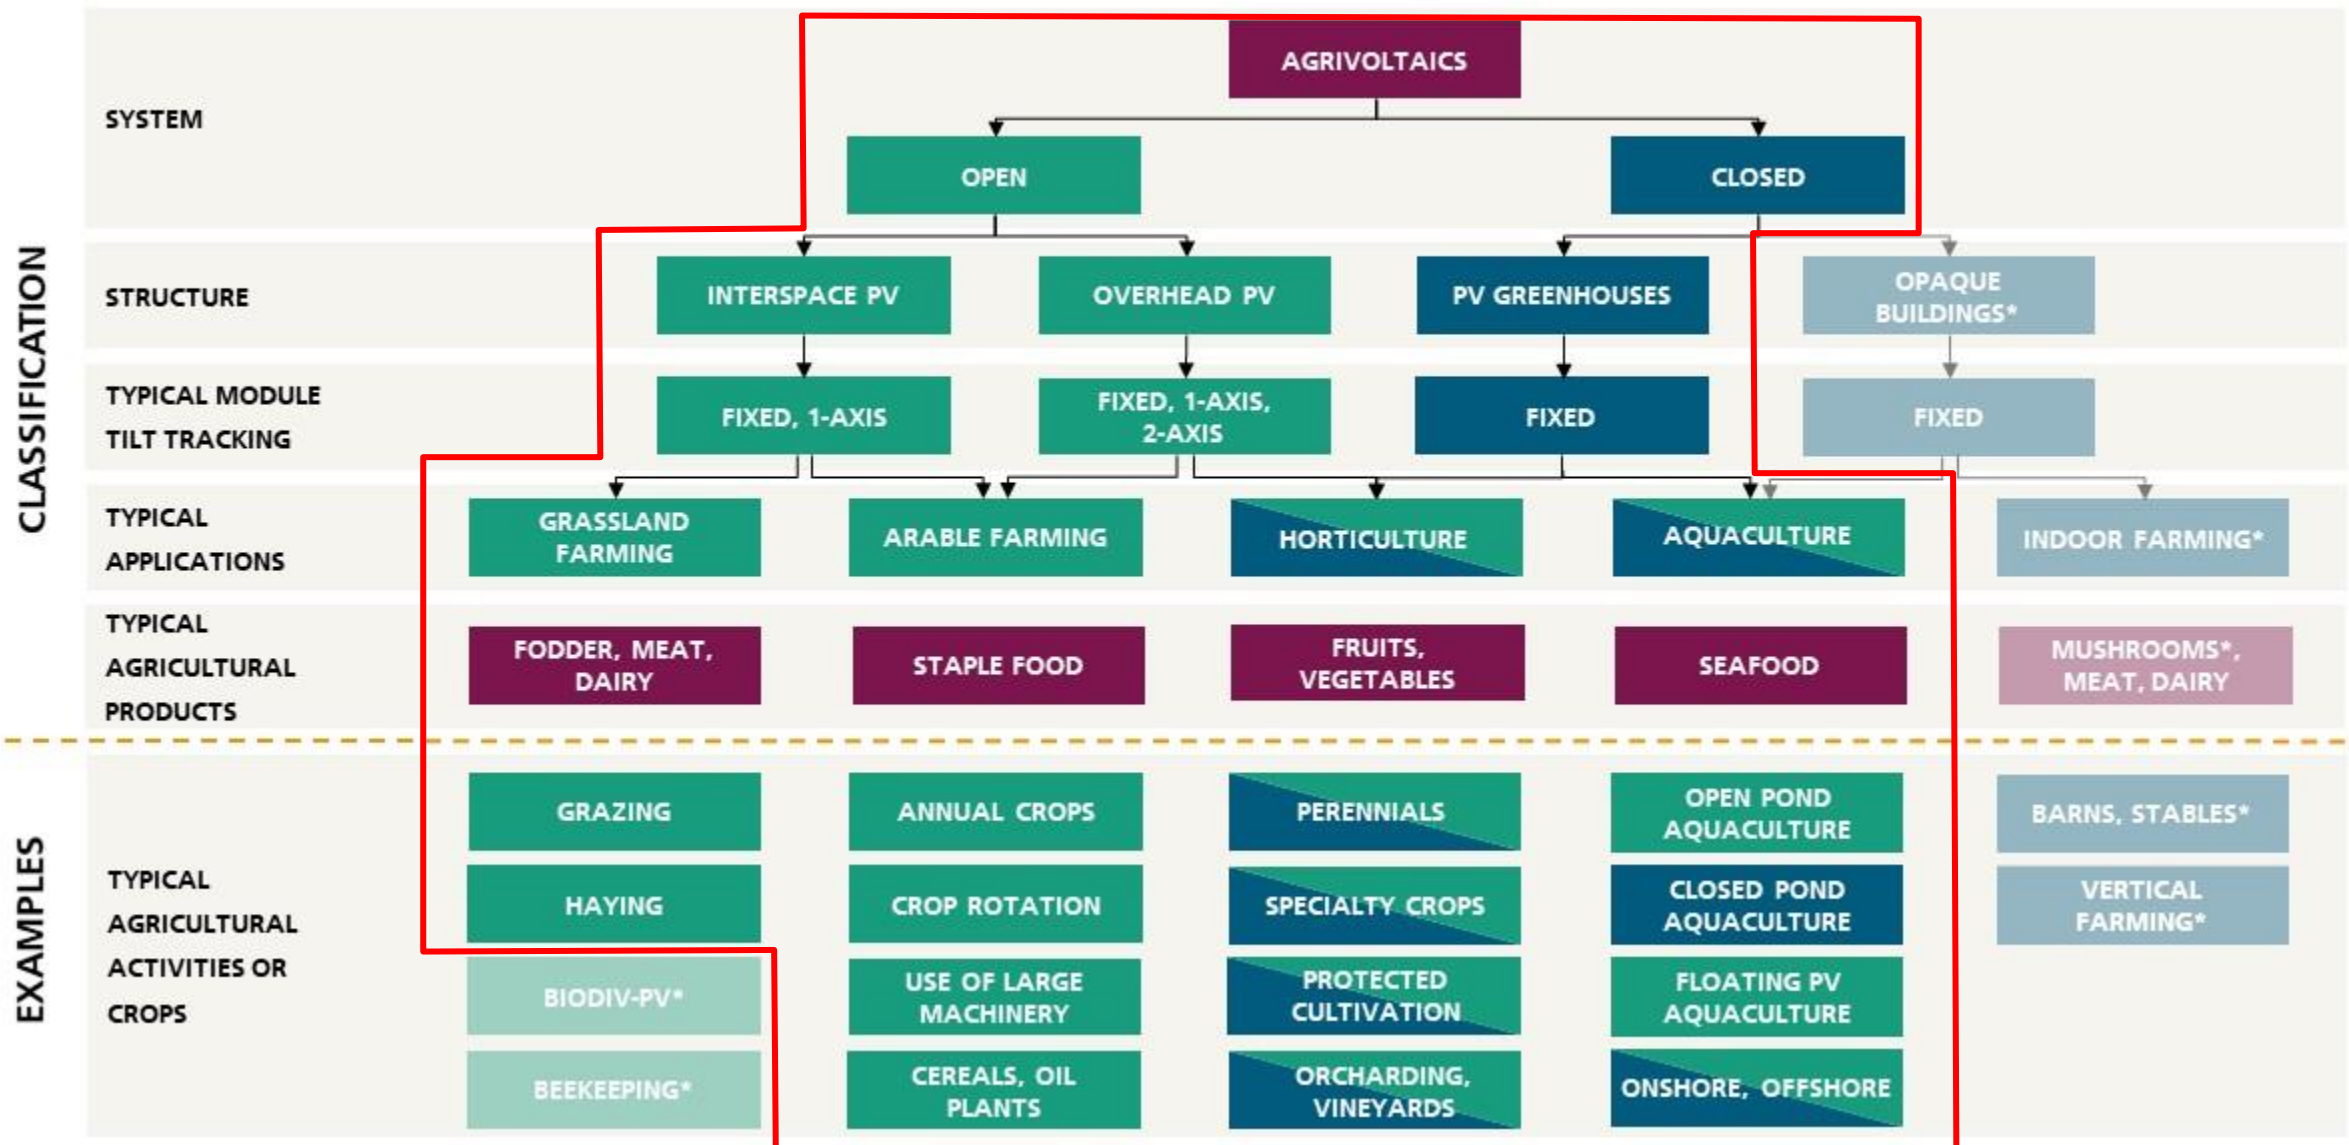 AGRIVOLTAICS
SYSTEM
OPEN
CLOSED
CLASSIFICATION
STRUCTURE
INTERSPACE PV
OVERHEAD PV
PV GREENHOUSES
OPAQUE
BUILDINGS*
TYPICAL MODULE
TILT TRACKING
FIXED, 1-AXIS
FIXED, 1-AXIS,
2-AXIS
FIXED
FIXED
TYPICAL
APPLICATIONS
GRASSLAND
FARMING
ARABLE FARMING
HORTICULTURE
AQUACULTURE
INDOOR FARMING*
TYPICAL
AGRICULTURAL
PRODUCTS
FODDER, MEAT,
DAIRY
STAPLE FOOD
FRUITS,
VEGETABLES
SEAFOOD
MUSHROOMS*,
MEAT, DAIRY
EXAMPLES
TYPICAL
AGRICULTURAL
ACTIVITIES OR
CROPS
GRAZING
ANNUAL CROPS
PERENNIALS
OPEN POND
AQUACULTURE
BARNS, STABLES*
HAYING
CROP ROTATION
SPECIALTY CROPS
CLOSED POND
AQUACULTURE
VERTICAL
FARMING*
BIODIV-PV*
USE OF LARGE
MACHINERY
PROTECTED
CULTIVATION
FLOATING PV
AQUACULTURE
BEEKEEPING*
CEREALS, OIL
PLANTS
ORCHARDING,
VINEYARDS
ONSHORE, OFFSHORE